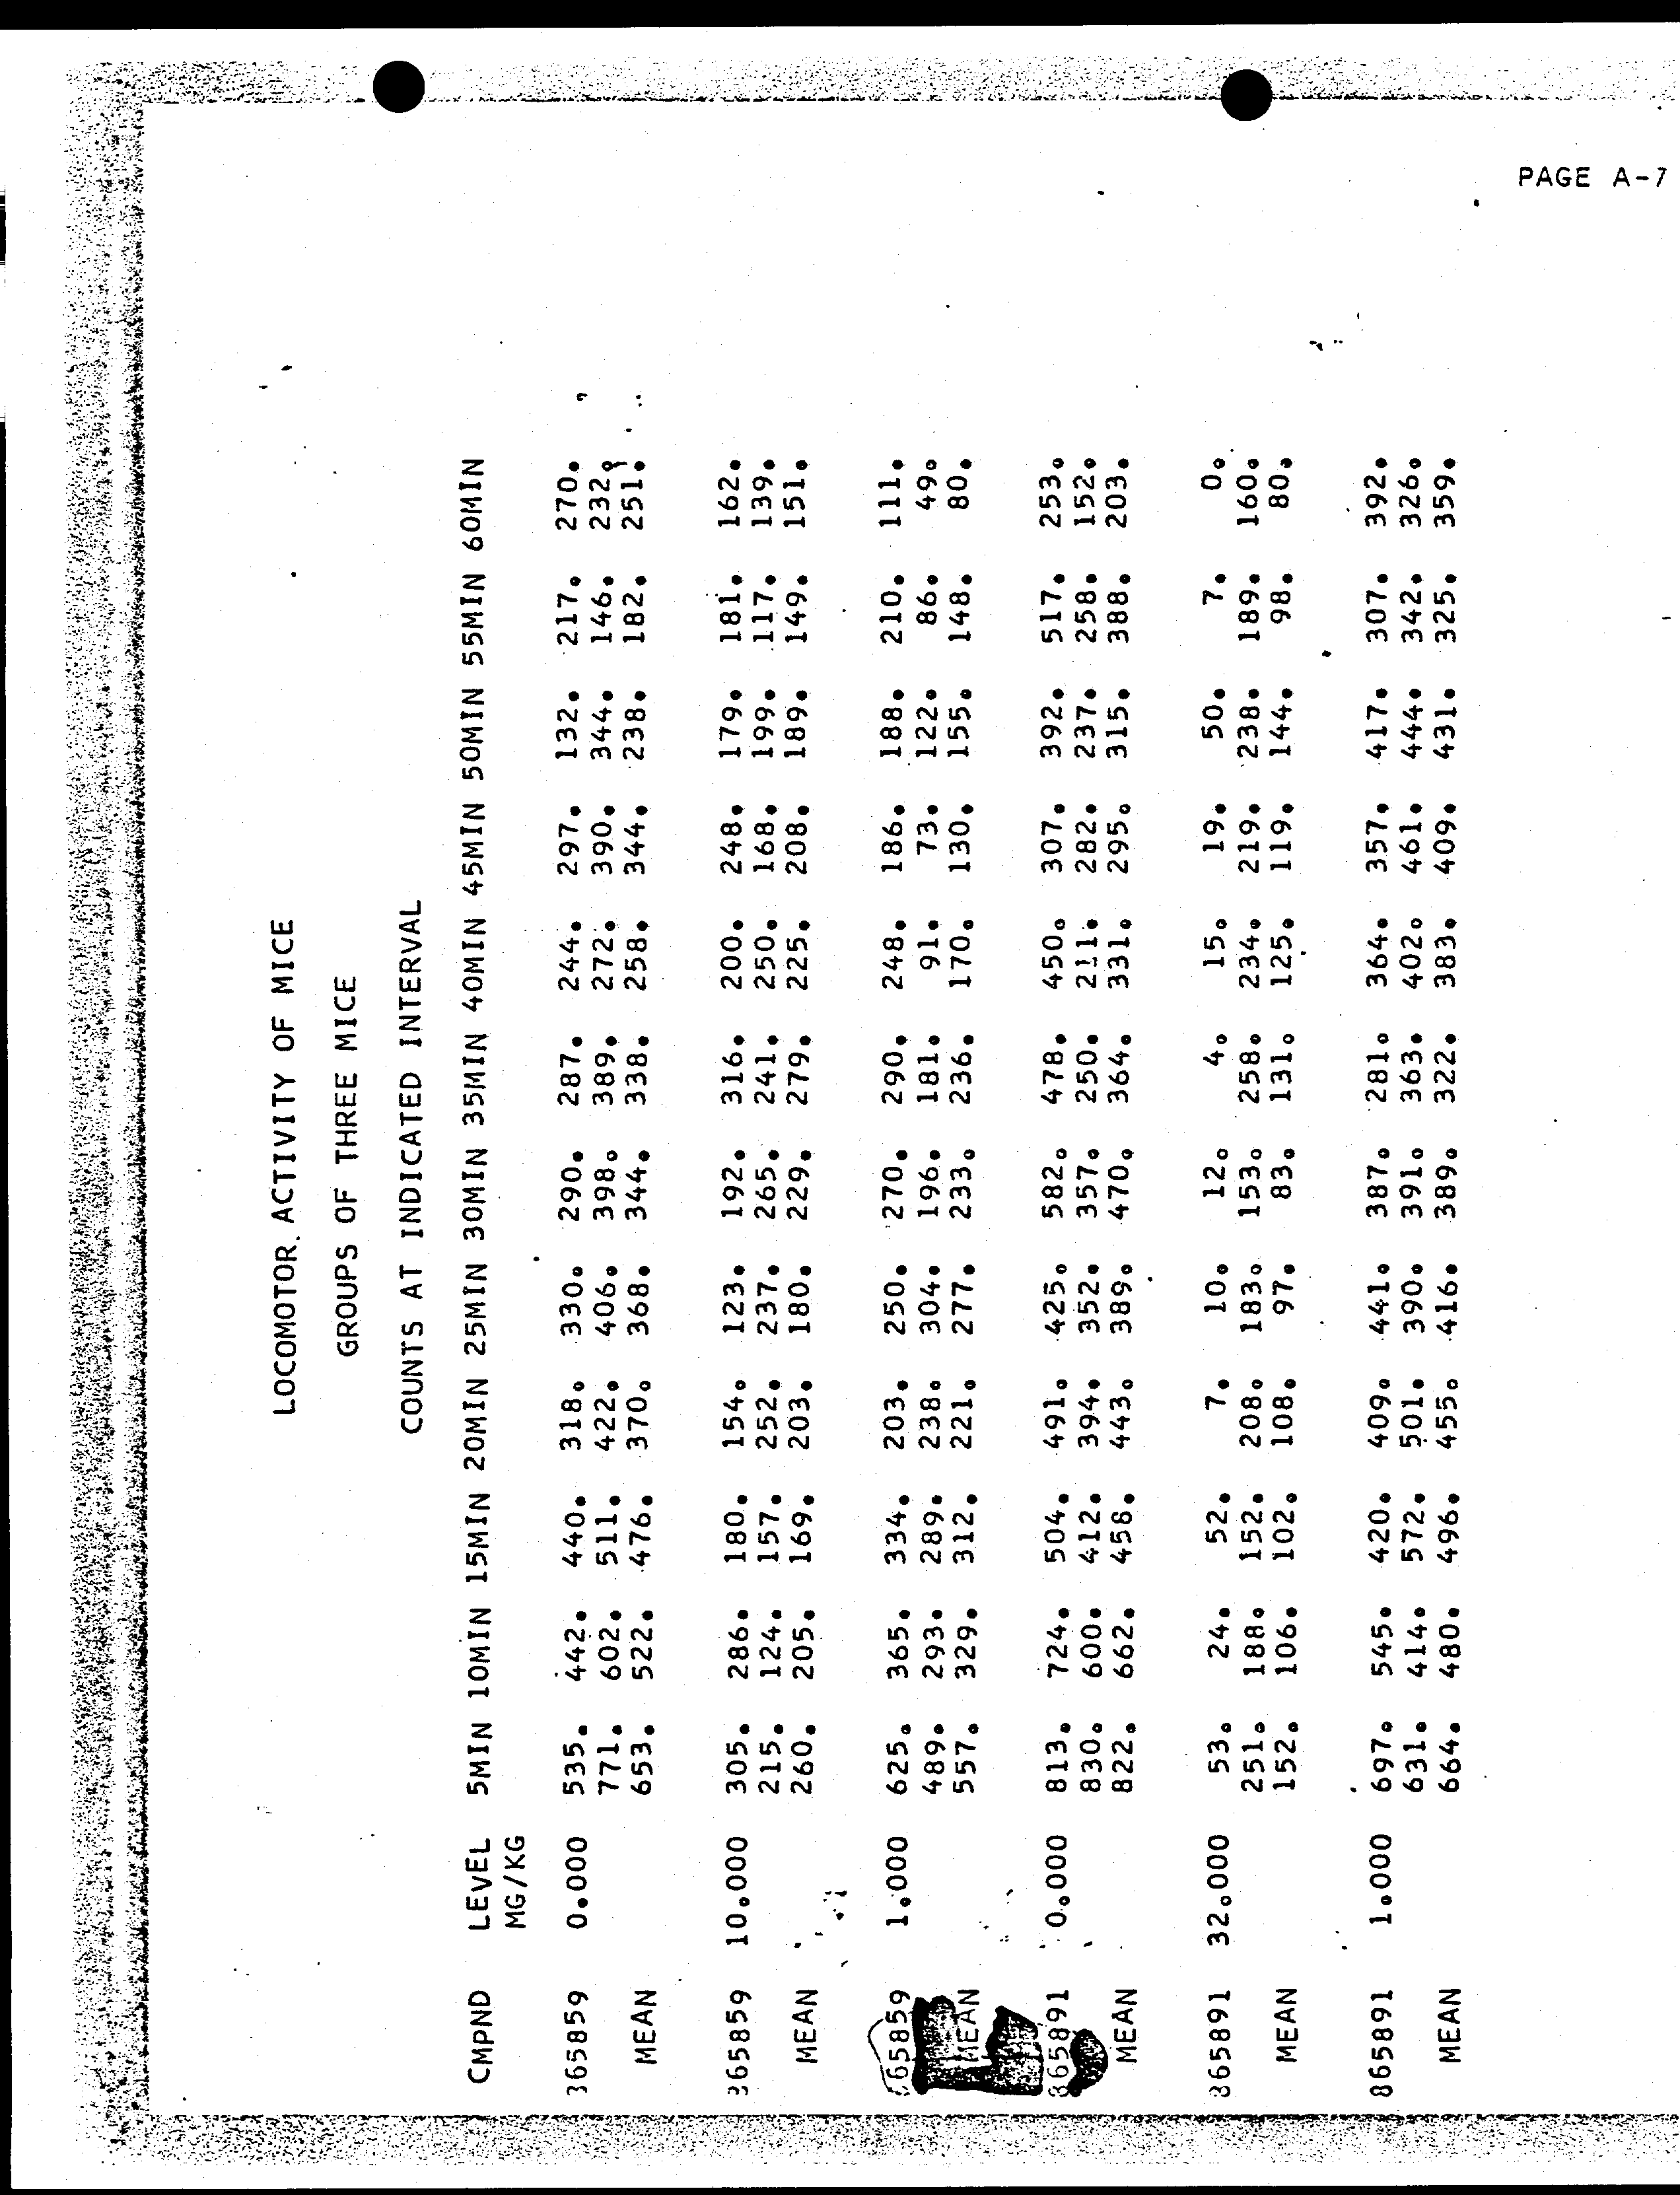 PAGE A-7
LOCOMOTOR ACTIVITY OF MICE
GROUPS OF THREE MICE
COUNTS AT INDICATED INTERVAL
CMPND LEVEL 5MIN 10MIN 15MIN 20MIN 25MIN 30MIN 35MIN 40MIN 45MIN 50MIN 55MIN 60MIN
MG/KG
865859 0.000 535. 442. 440. 318. 330. 290. 287. 244. 297. 132. 217. 270.
771. 602. 511. 422. 406. 398. 389. 272. 390. 344. 146. 232.
MEAN 653. 522. 476. 370. 368. 344. 338. 258. 344. 238. 182. 251.
865859 10.000 305. 286. 180. 154. 123. 192. 316. 200. 248. 179. 181. 162.
215. 124. 157. 252. 237. 265. 241. 250. 168. 199. 117. 139.
MEAN 260. 205. 169. 203. 180. 229. 279. 225. 208. 189. 149. 151.
865859 1.000 625. 365. 334. 203. 250. 270. 290. 248. 186. 188. 210. 111.
489. 293. 289. 238. 304. 196. 181. 91. 73. 122. 86. 49.
MEAN 557. 329. 312. 221. 277. 233. 236. 170. 130. 155. 148. 80.
865891 0.000 813. 724. 504. 491. 425. 582. 478. 450. 307. 392. 517. 253.
830. 600. 412. 394. 352. 357. 250. 211. 282. 237. 258. 152.
MEAN 822. 662. 458. 443. 389. 470. 364. 331. 295. 315. 388. 203.
865891 32.000 53. 24. 52. 7. 10. 12. 4. 15. 19. 50. 7. 0.
251. 188. 152. 208. 183. 153. 258. 234. 219. 238. 189. 160.
MEAN 152. 106. 102. 108. 97. 83. 131. 125. 119. 144. 98. 80.
865891 1.000 697. 545. 420. 409. 441. 387. 281. 364. 357. 417. 307. 392.
631. 414. 572. 501. 390. 391. 363. 402. 461. 444. 342. 326.
MEAN 664. 480. 496. 455. 416. 389. 322. 383. 409. 431. 325. 359.